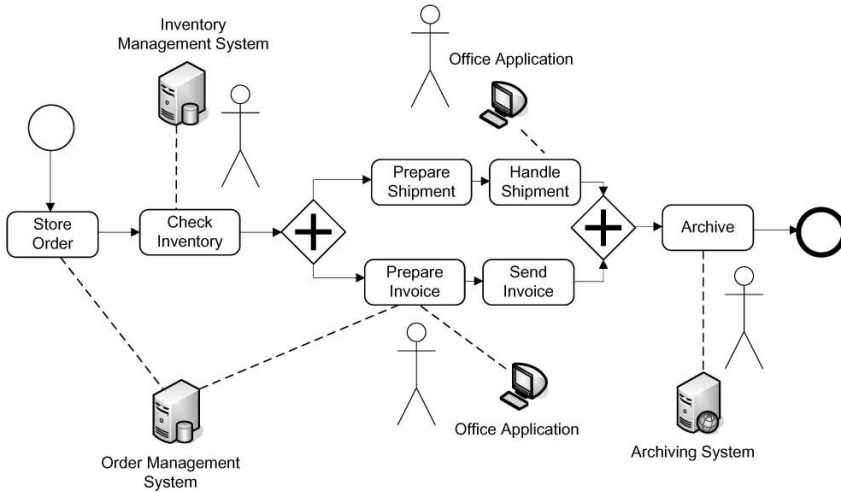 Inventory
Management System
Office Application
Prepare
Shipment
Handle
Shipment
Store
Order
Check
Inventory
Archive
Prepare
Invoice
Send
Invoice
Office Application
Order Management
System
Archiving System